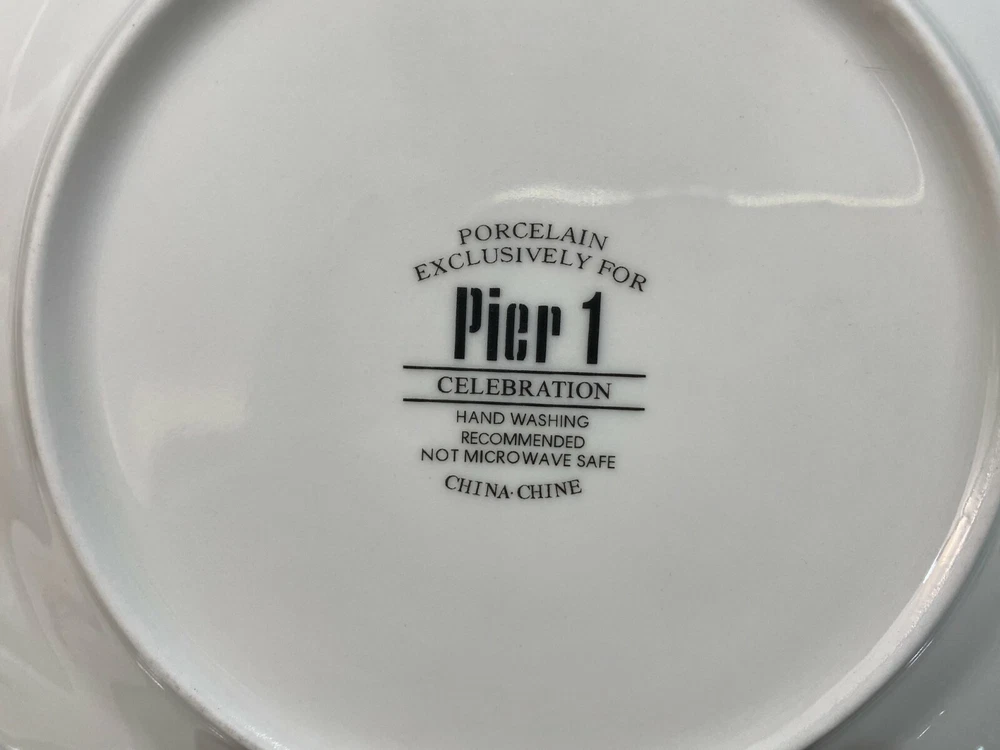 PORCELAIN
EXCLUSIVELY FOR
Pier 1
CELEBRATION
HAND WASHING
RECOMMENDED
NOT MICROWAVE SAFE
CHINA·CHINE